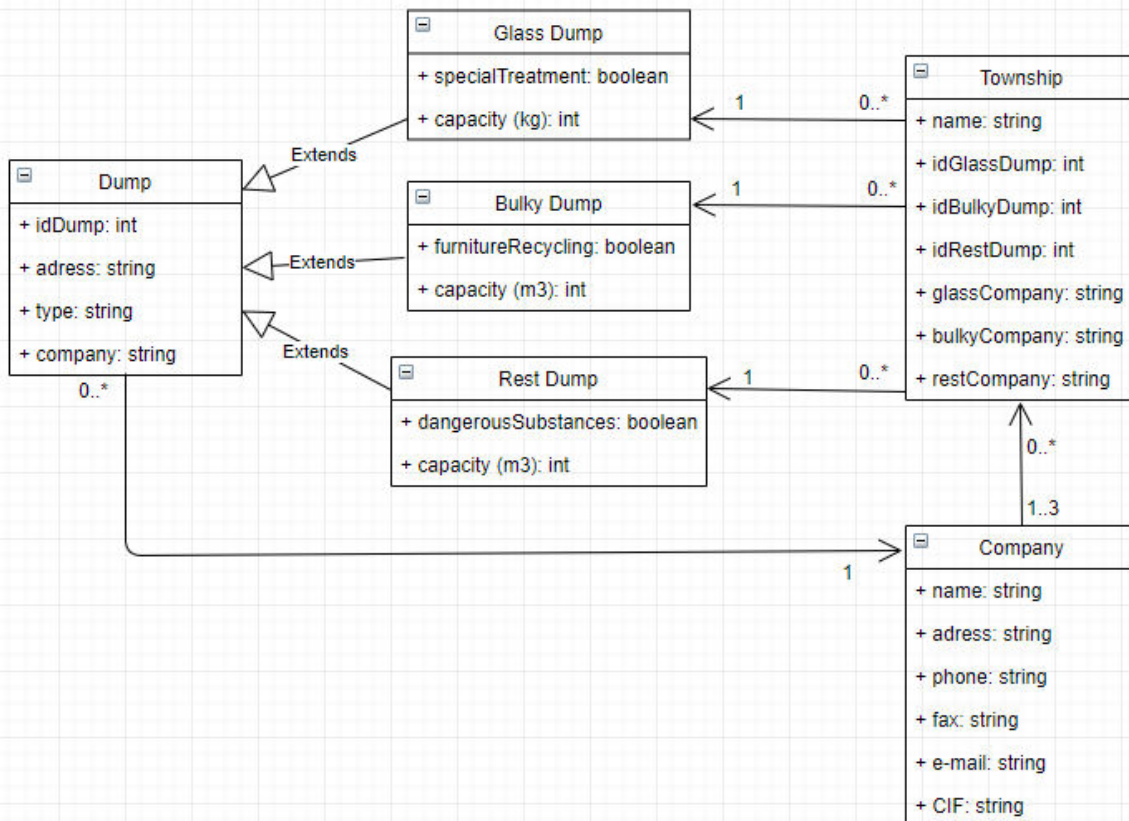 Glass Dump
+ specialTreatment: boolean
+ capacity (kg): int
Township
+ name: string
+ idGlassDump: int
+ idBulkyDump: int
+ idRestDump: int
+ glassCompany: string
+ bulkyCompany: string
+ restCompany: string
1
0..*
Extends
Dump
+ idDump: int
+ adress: string
+ type: string
+ company: string
0..*
Bulky Dump
+ furnitureRecycling: boolean
+ capacity (m3): int
1
0..*
Extends
Extends
Rest Dump
+ dangerousSubstances: boolean
+ capacity (m3): int
1
0..*
0..*
1..3
1
Company
+ name: string
+ adress: string
+ phone: string
+ fax: string
+ e-mail: string
+ CIF: string